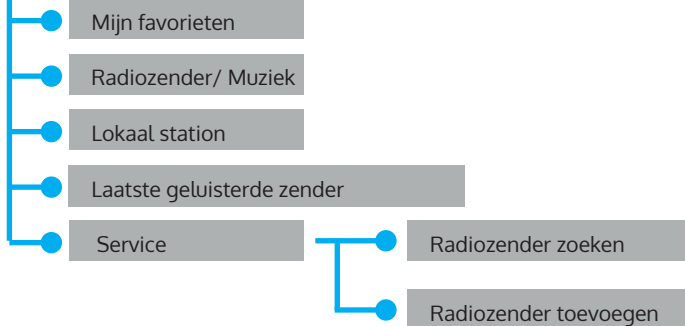 Mijn favorieten
Radiozender/ Muziek
Lokaal station
Laatste geluisterde zender
Service
Radiozender zoeken
Radiozender toevoegen